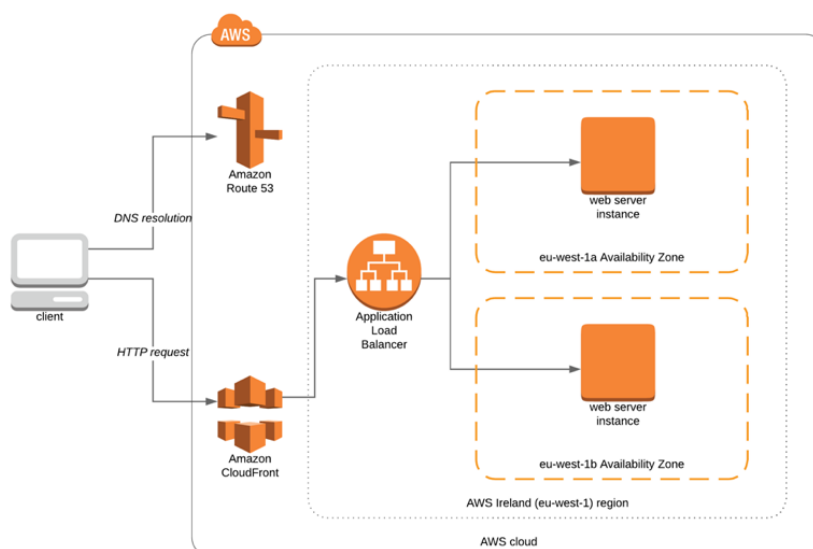 AWS
Amazon
Route 53
DNS resolution
client
HTTP request
Amazon
CloudFront
Application
Load
Balancer
web server
instance
eu-west-1a Availability Zone
web server
instance
eu-west-1b Availability Zone
AWS Ireland (eu-west-1) region
AWS cloud